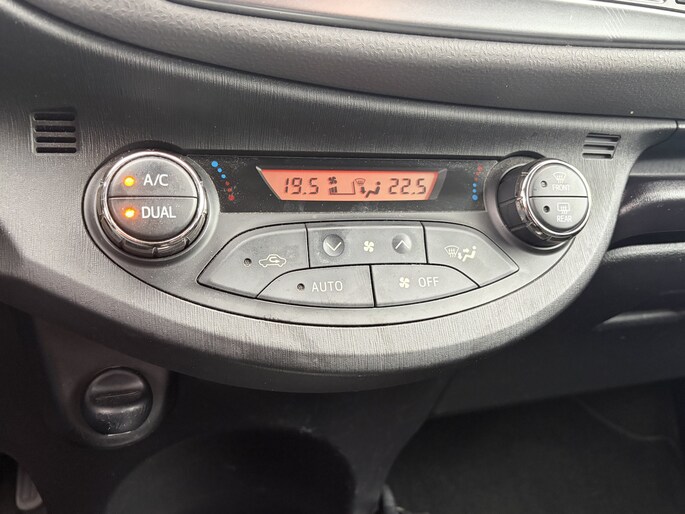 A/C
DUAL
19.5 22.5
FRONT
REAR
AUTO
OFF